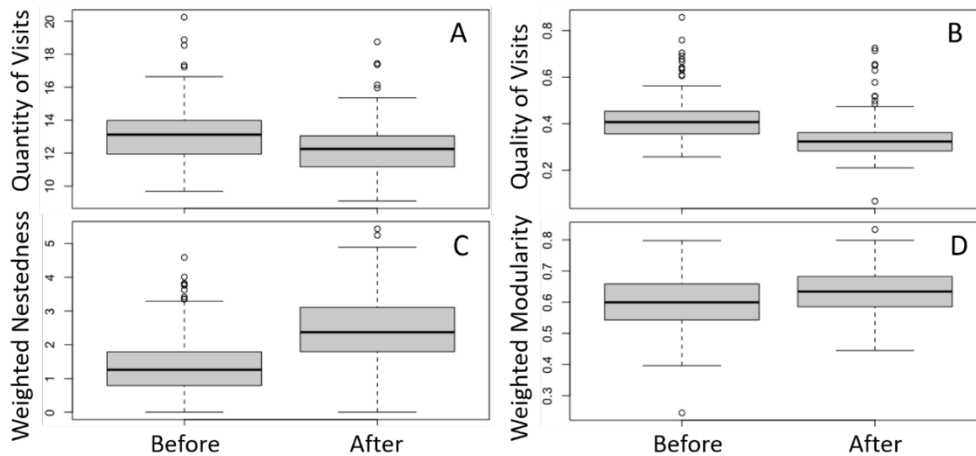 A
Quantity of Visits
20
18
16
14
12
10
B
Quality of Visits
0.8
0.6
0.4
0.2
C
Weighted Nestedness
5
4
3
2
1
0
Before
After
D
Weighted Modularity
0.8
0.7
0.6
0.5
0.4
0.3
Before
After